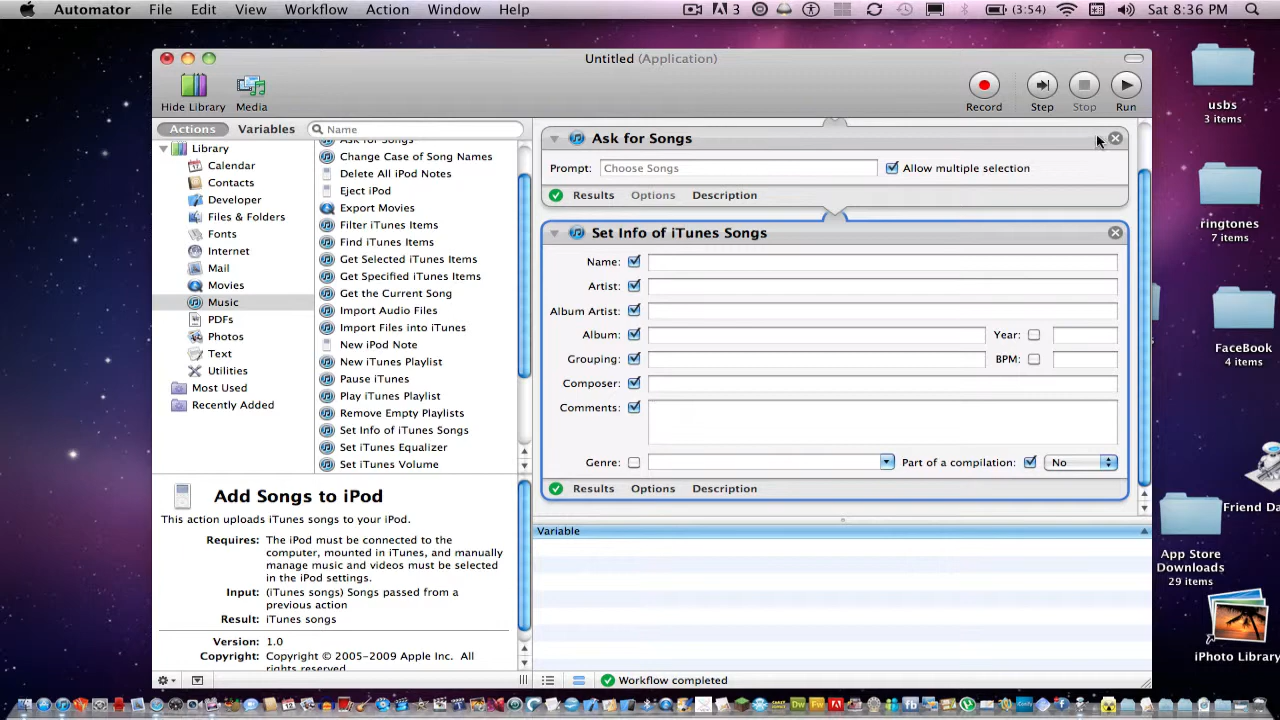 Automator File Edit View Workflow Action Window Help
3 (3:54) Sat 8:36 PM
Untitled (Application)
Hide Library Media Record Step Stop Run
Actions Variables Name
Library
Calendar
Contacts
Developer
Files & Folders
Fonts
Internet
Mail
Movies
Music
PDFs
Photos
Text
Utilities
Most Used
Recently Added
Ask for Songs
Change Case of Song Names
Delete All iPod Notes
Eject iPod
Export Movies
Filter iTunes Items
Find iTunes Items
Get Selected iTunes Items
Get Specified iTunes Items
Get the Current Song
Import Audio Files
Import Files into iTunes
New iPod Note
New iTunes Playlist
Pause iTunes
Play iTunes Playlist
Remove Empty Playlists
Set Info of iTunes Songs
Set iTunes Equalizer
Set iTunes Volume
Add Songs to iPod
This action uploads iTunes songs to your iPod.
Requires: The iPod must be connected to the
computer, mounted in iTunes, and manually
manage music and videos must be selected
in the iPod settings.
Input: (iTunes songs) Songs passed from a
previous action
Result: iTunes songs
Version: 1.0
Copyright: Copyright © 2005-2009 Apple Inc. All
rights reserved.
Ask for Songs
Prompt: Choose Songs Allow multiple selection
Results Options Description
Set Info of iTunes Songs
Name:
Artist:
Album Artist:
Album: Year:
Grouping: BPM:
Composer:
Comments:
Genre: Part of a compilation: No
Results Options Description
Variable
Workflow completed
usbs
3 items
ringtones
7 items
FaceBook
4 items
Friend Da
App Store
Downloads
29 items
iPhoto Library